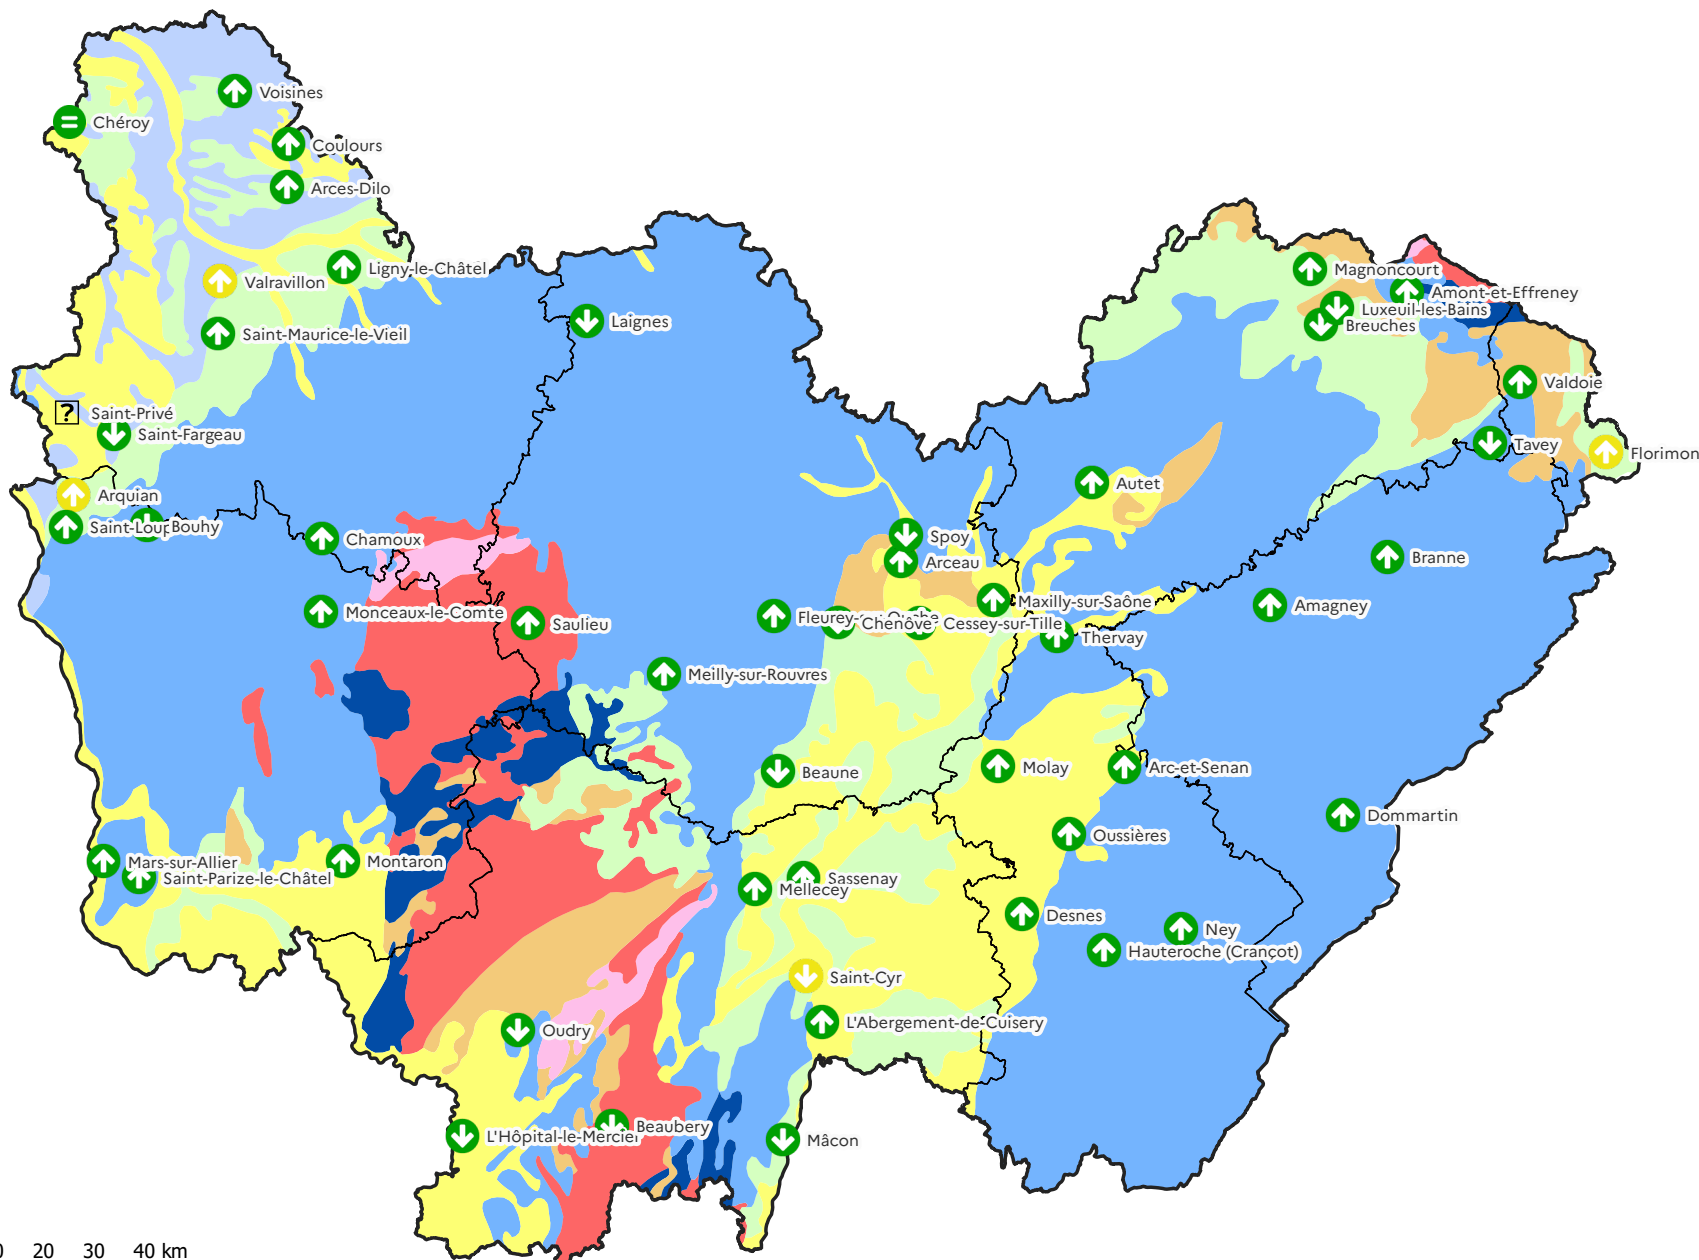 Voisines
Chéroy
Coulours
Arces-Dilo
Ligny-le-Châtel
Magnoncourt
Valravillon
Amont-et-Effreney
Luxeuil-les-Bains
Laignes
Breuches
Saint-Maurice-le-Vieil
Valdoie
?
Saint-Privé
Saint-Fargeau
Tavey
Florimon
Autet
Arquian
Saint-Loup
Bouhy
Chamoux
Spoy
Arceau
Branne
Maxilly-sur-Saône
Amagney
Monceaux-le-Comte
Fleurey-
Saulieu
Chenôve
Cessey-sur-Tille
Thervay
Meilly-sur-Rouvres
Beaune
Molay
Arc-et-Senan
Dommartin
Oussières
Mars-sur-Allier
Montaron
Saint-Parize-le-Châtel
Sassenay
Mellecey
Desnes
Ney
Hauteroche (Crançot)
Saint-Cyr
L'Abergement-de-Cuisery
Oudry
Beaubery
L'Hôpital-le-Mercier
Mâcon
20 30 40 km